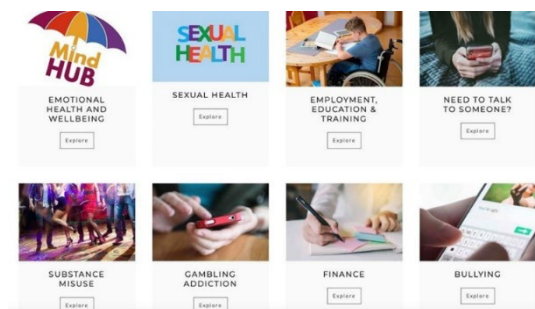 Mind
HUB
SEXUAL
HEALTH
EMOTIONAL
HEALTH AND
WELLBEING
Explore
SEXUAL HEALTH
Explore
EMPLOYMENT,
EDUCATION &
TRAINING
Explore
NEED TO TALK
TO SOMEONE?
Explore
SUBSTANCE
MISUSE
Explore
GAMBLING
ADDICTION
Explore
FINANCE
Explore
BULLYING
Explore